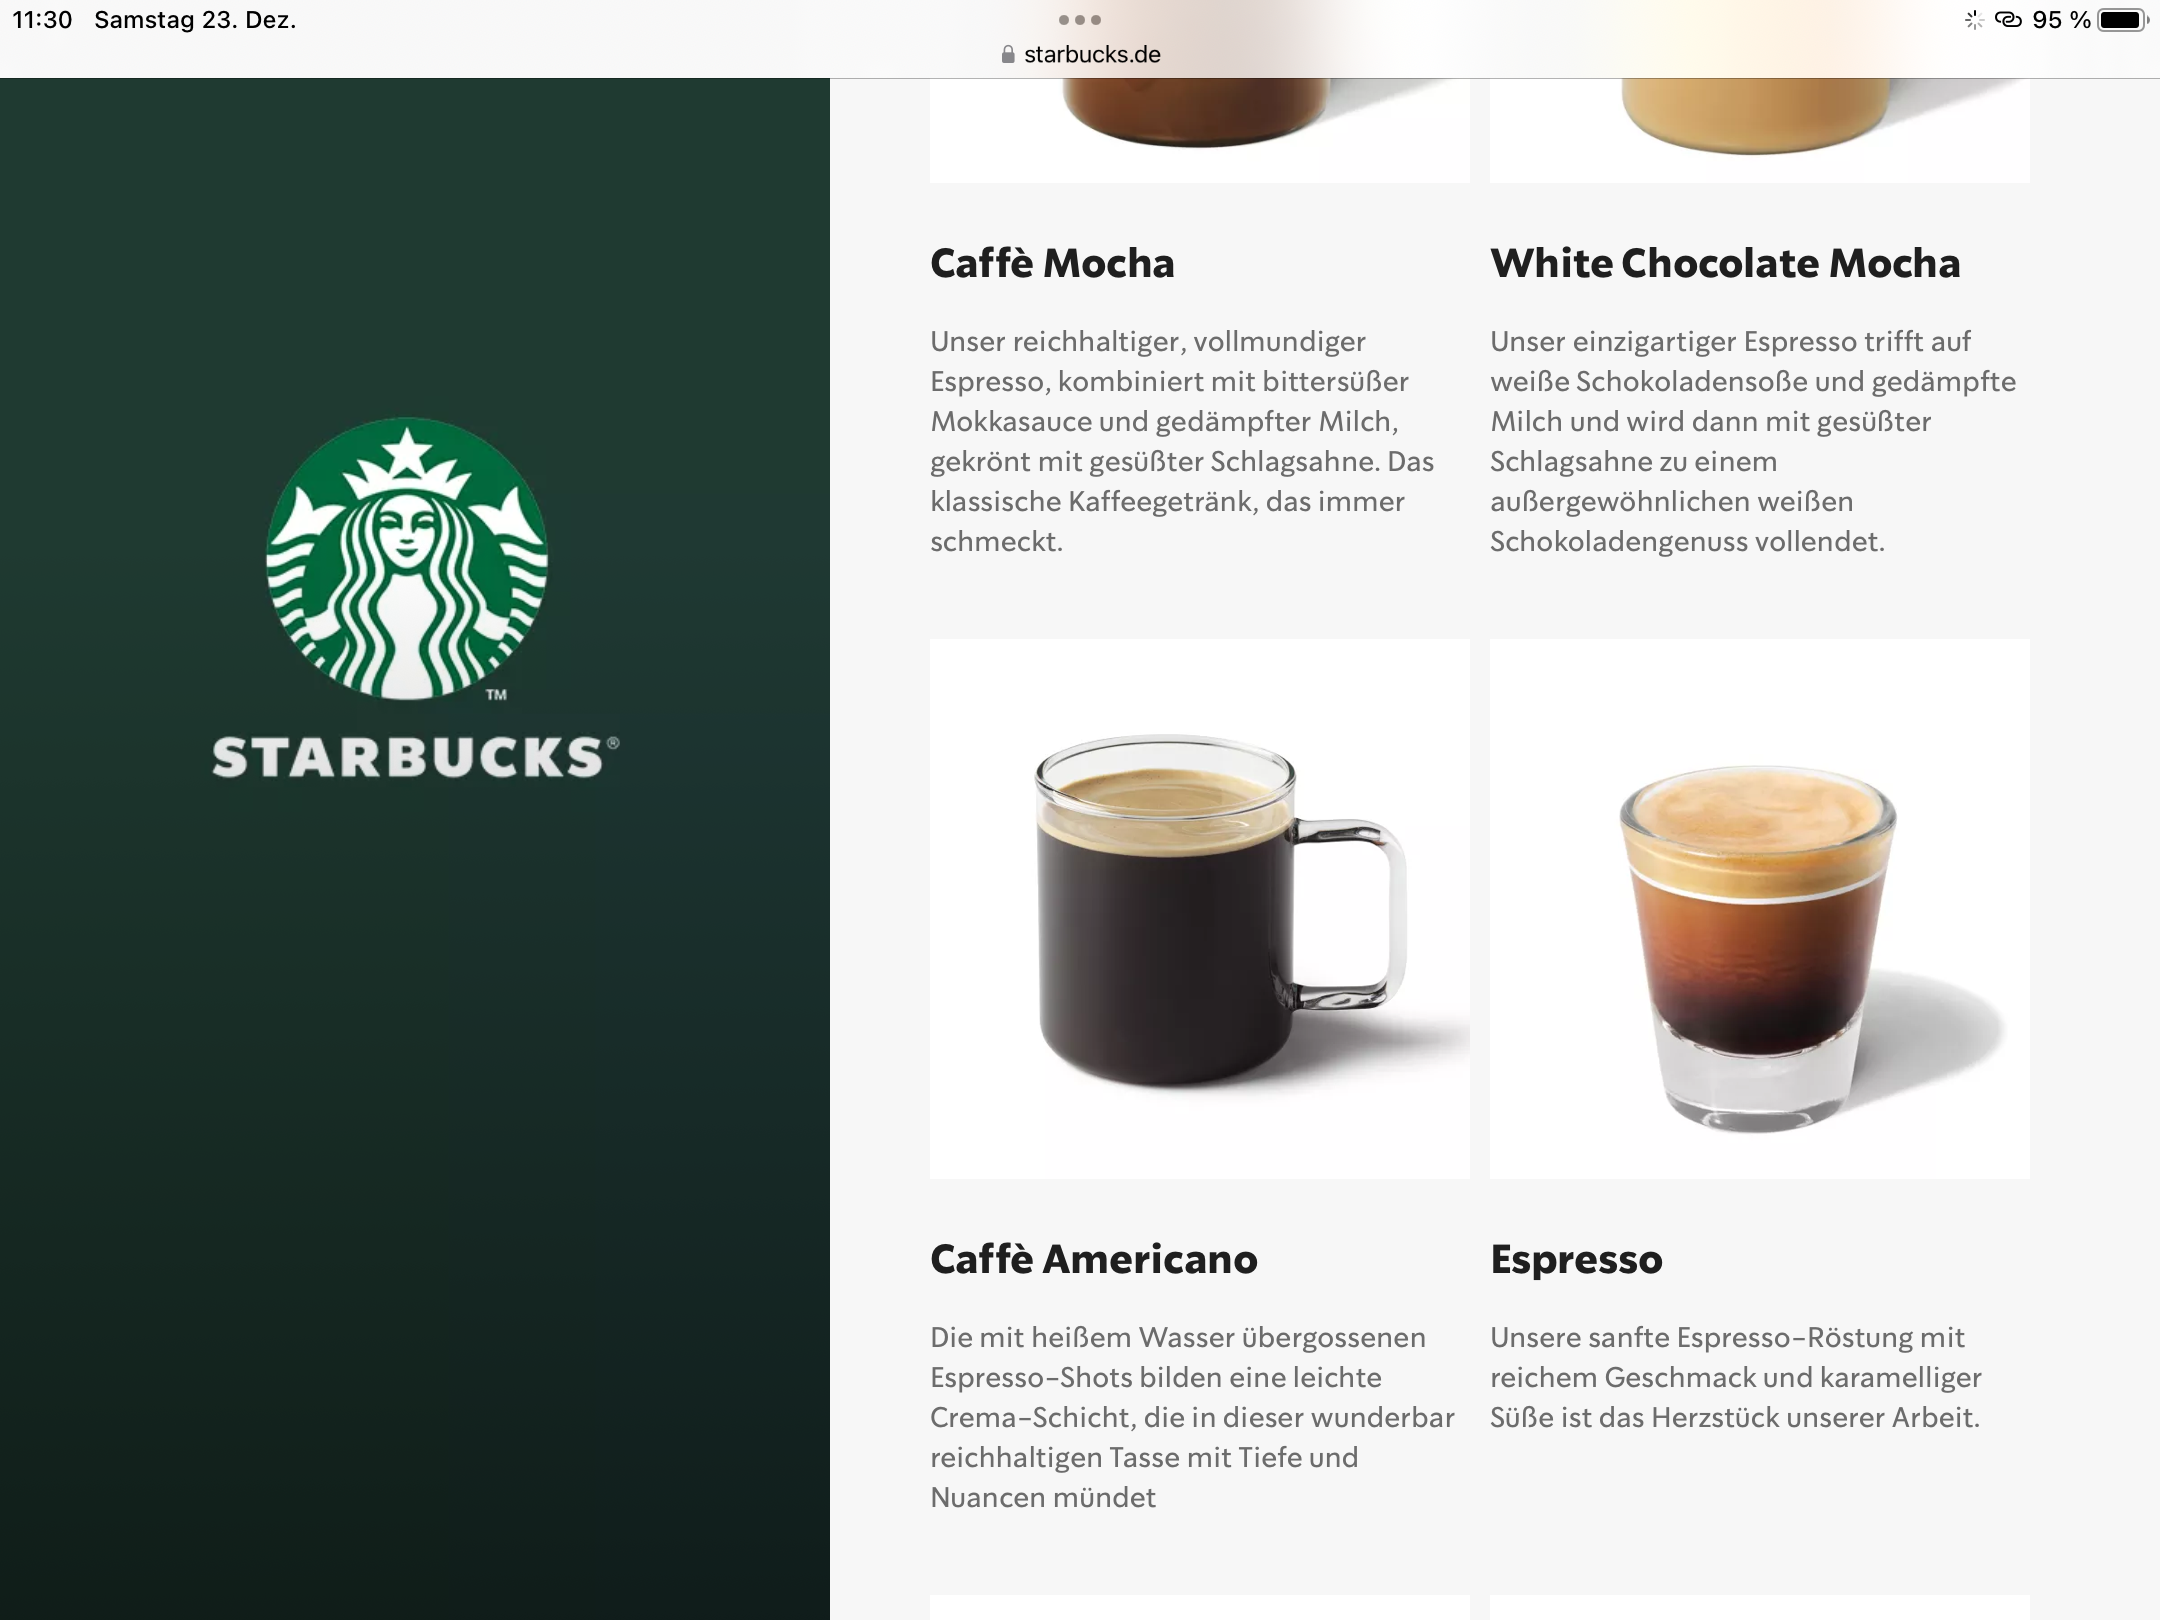 11:30 Samstag 23. Dez.
95 %
starbucks.de
TM
STARBUCKS®
Caffè Mocha
Unser reichhaltiger, vollmundiger
Espresso, kombiniert mit bittersüßer
Mokkasauce und gedämpfter Milch,
gekrönt mit gesüßter Schlagsahne. Das
klassische Kaffeegetränk, das immer
schmeckt.
White Chocolate Mocha
Unser einzigartiger Espresso trifft auf
weiße Schokoladensoße und gedämpfte
Milch und wird dann mit gesüßter
Schlagsahne zu einem
außergewöhnlichen weißen
Schokoladengenuss vollendet.
Caffè Americano
Die mit heißem Wasser übergossenen
Espresso-Shots bilden eine leichte
Crema-Schicht, die in dieser wunderbar
reichhaltigen Tasse mit Tiefe und
Nuancen mündet
Espresso
Unsere sanfte Espresso-Röstung mit
reichem Geschmack und karamelliger
Süße ist das Herzstück unserer Arbeit.